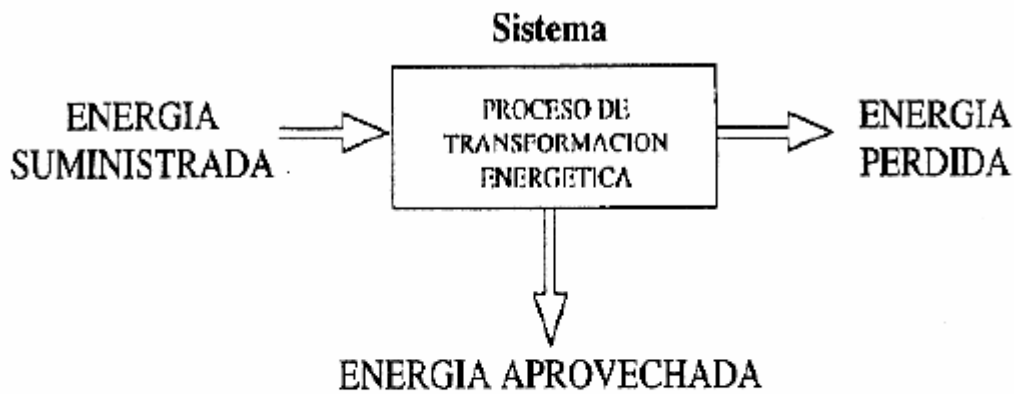 Sistema
ENERGIA
SUMINISTRADA
PROCESO DE
TRANSFORMACION
ENERGETICA
ENERGIA
PERDIDA
ENERGIA APROVECHADA